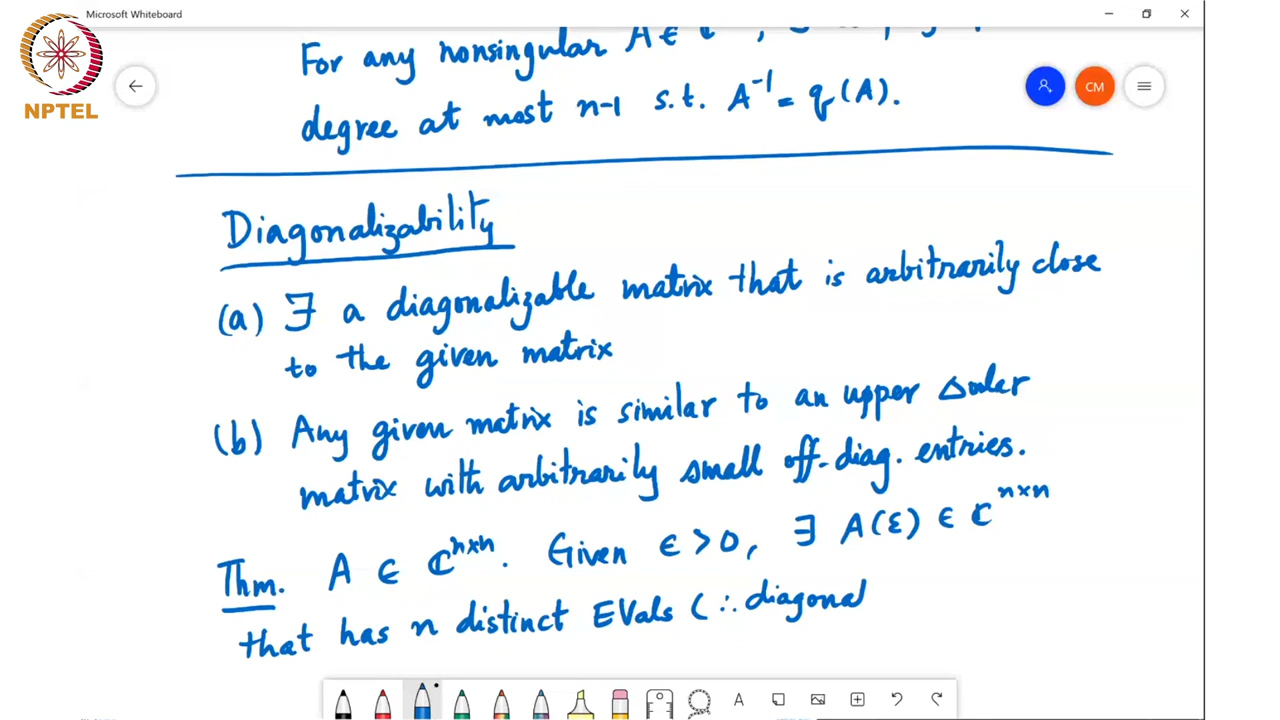 Microsoft Whiteboard
NPTEL
CM
For any nonsingular A ∈
degree at most n-1 s.t. A⁻¹ = q(A).
Diagonalizability
(a) ∃ a diagonalizable matrix that is arbitrarily close
to the given matrix
(b) Any given matrix is similar to an upper Δular
matrix with arbitrarily small off-diag. entries.
Thm. A ∈ ℂⁿˣⁿ. Given ε > 0, ∃ A(ε) ∈ ℂⁿˣⁿ
that has n distinct EVals (∴ diagonal
A